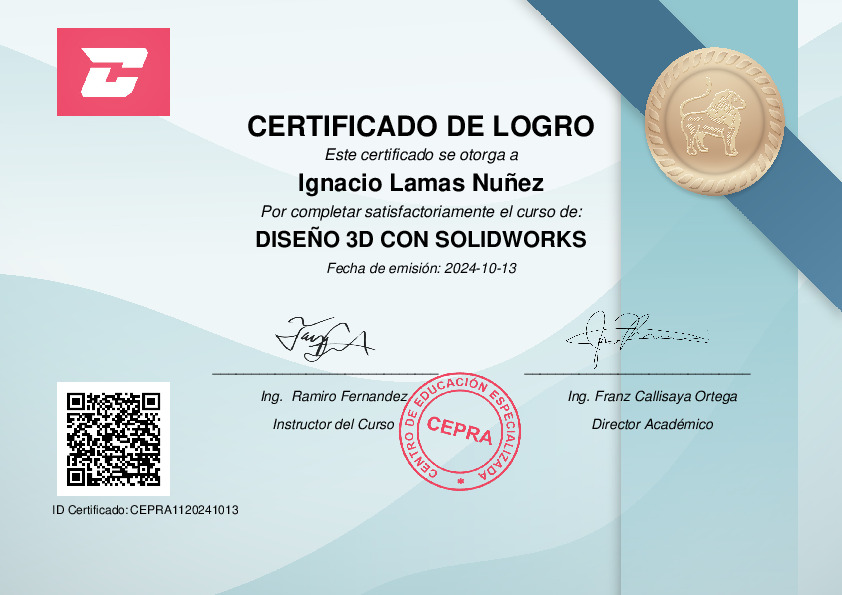 CERTIFICADO DE LOGRO
Este certificado se otorga a
Ignacio Lamas Nuñez
Por completar satisfactoriamente el curso de:
DISEÑO 3D CON SOLIDWORKS
Fecha de emisión: 2024-10-13
Ing. Ramiro Fernandez
Instructor del Curso
Ing. Franz Callisaya Ortega
Director Académico
CENTRO DE EDUCACIÓN ESPECIALIZADA
CEPRA
*
ID Certificado: CEPRA1120241013